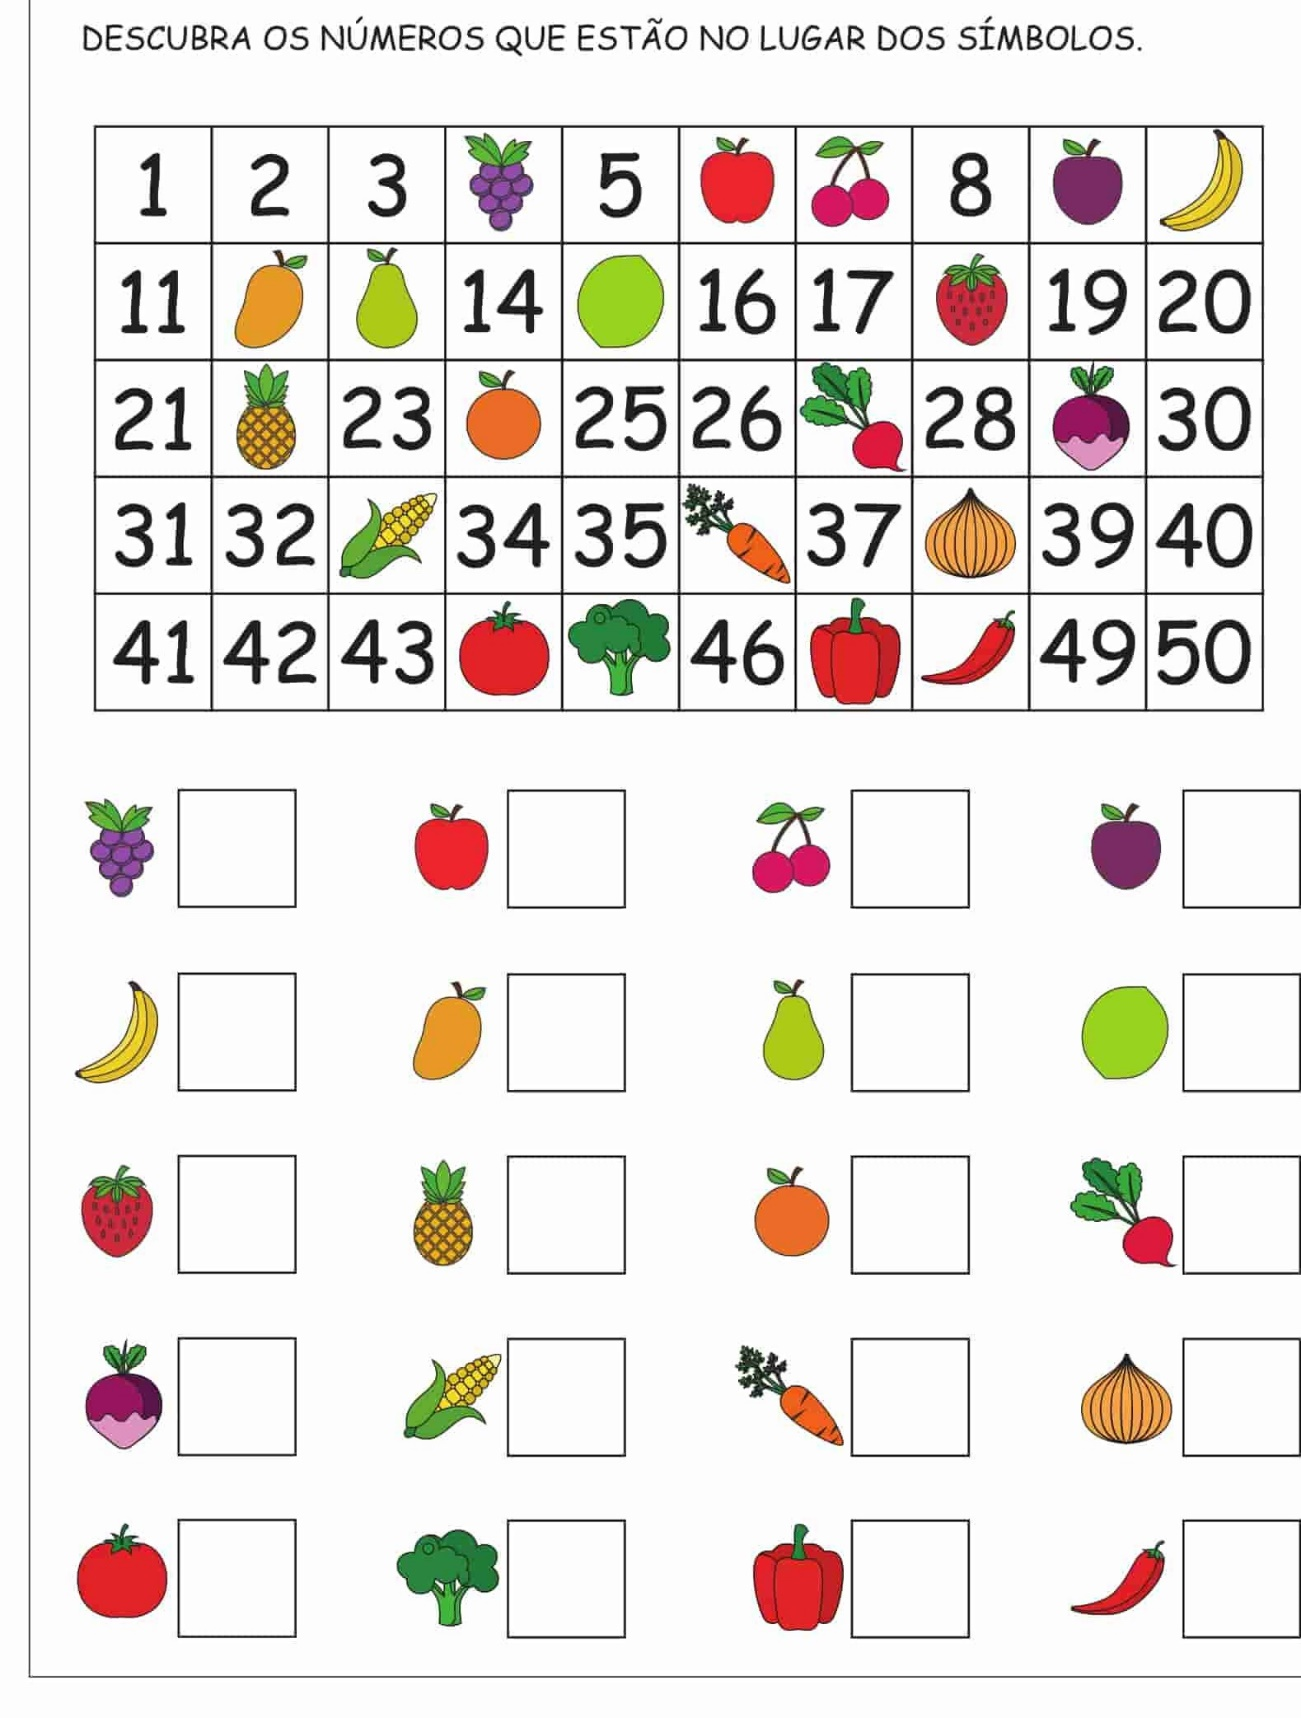 DESCUBRA OS NÚMEROS QUE ESTÃO NO LUGAR DOS SÍMBOLOS.
1 2 3 5 8
11 14 16 17 19 20
21 23 25 26 28 30
31 32 34 35 37 39 40
41 42 43 46 49 50